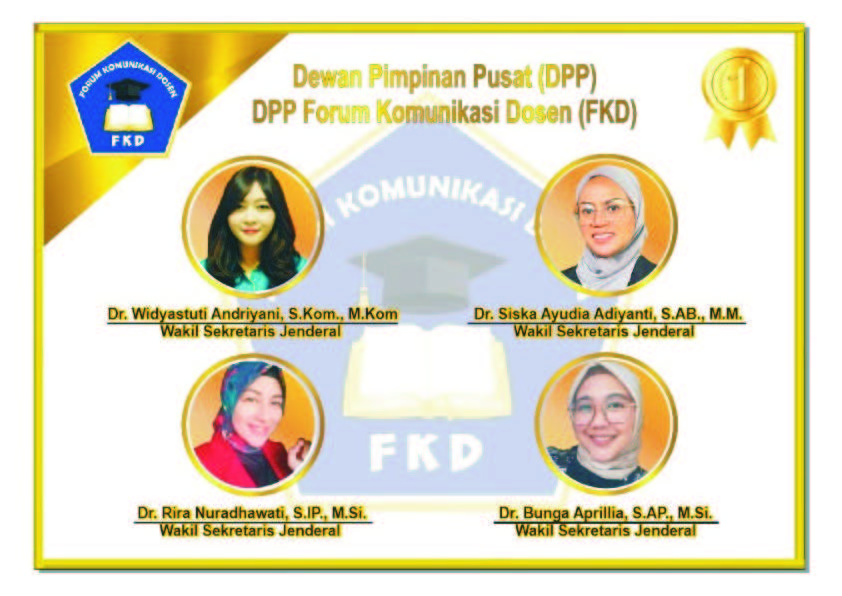 FORUM KOMUNIKASI DOSEN
FKD
Dewan Pimpinan Pusat (DPP)
DPP Forum Komunikasi Dosen (FKD)
1
KOMUNIKASI D
Dr. Widyastuti Andriyani, S.Kom., M.Kom
Wakil Sekretaris Jenderal
Dr. Siska Ayudia Adiyanti, S.AB., M.M.
Wakil Sekretaris Jenderal
FKD
Dr. Rira Nuradhawati, S.IP., M.Si.
Wakil Sekretaris Jenderal
Dr. Bunga Aprillia, S.AP., M.Si.
Wakil Sekretaris Jenderal